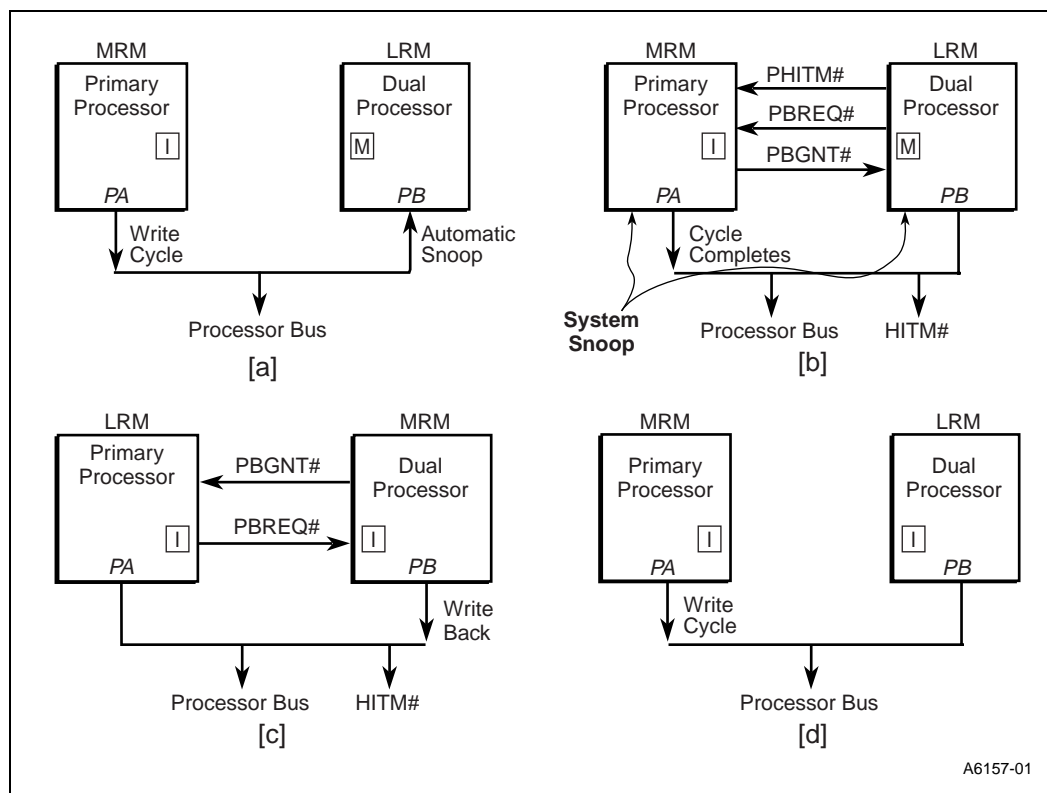 MRM
Primary
Processor
I
PA
Write
Cycle
LRM
Dual
Processor
M
PB
Automatic
Snoop
Processor Bus
[a]
MRM
Primary
Processor
I
PA
PHITM#
PBREQ#
PBGNT#
LRM
Dual
Processor
M
PB
Cycle
Completes
System
Snoop
Processor Bus
HITM#
[b]
LRM
Primary
Processor
I
PA
PBGNT#
PBREQ#
MRM
Dual
Processor
I
PB
Write
Back
Processor Bus
HITM#
[c]
MRM
Primary
Processor
I
PA
Write
Cycle
LRM
Dual
Processor
I
PB
Processor Bus
[d]
A6157-01